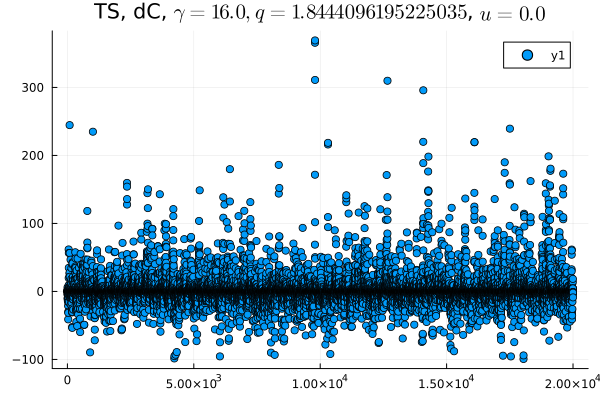 TS, dC, γ = 16.0, q = 1.8444096195225035, u = 0.0
y1
300
200
100
0
−100
0 5.00×10³ 1.00×10⁴ 1.50×10⁴ 2.00×10⁴